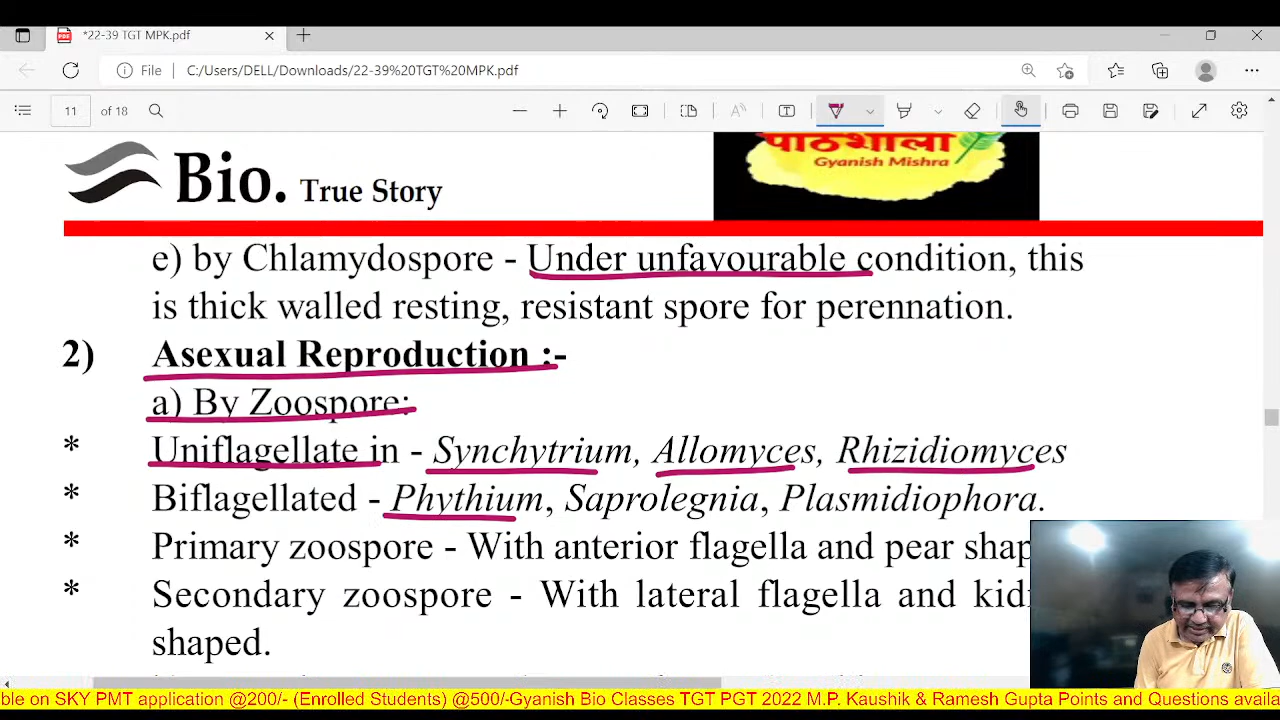 *22-39 TGT MPK.pdf
File C:/Users/DELL/Downloads/22-39%20TGT%20MPK.pdf
11 of 18
पाठशाला
Gyanish Mishra
Bio. True Story
e) by Chlamydospore - Under unfavourable condition, this
is thick walled resting, resistant spore for perennation.
2) Asexual Reproduction :-
a) By Zoospore:
* Uniflagellate in - Synchytrium, Allomyces, Rhizidiomyces
* Biflagellated - Phythium, Saprolegnia, Plasmidiophora.
* Primary zoospore - With anterior flagella and pear shap
* Secondary zoospore - With lateral flagella and kid
shaped.
ble on SKY PMT application @200/- (Enrolled Students) @500/-Gyanish Bio Classes TGT PGT 2022 M.P. Kaushik & Ramesh Gupta Points and Questions availa